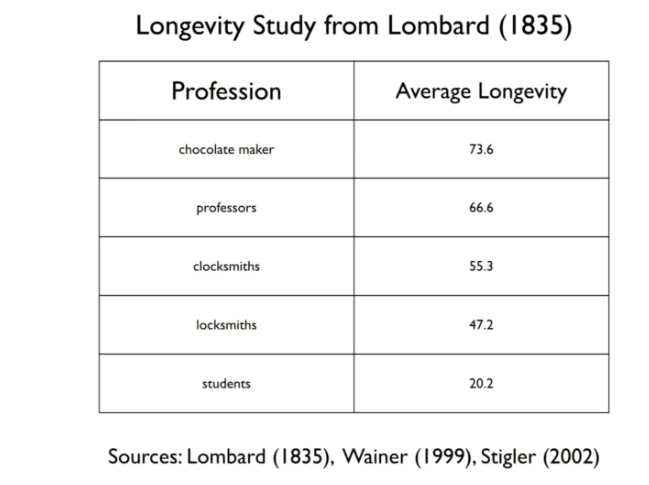 Longevity Study from Lombard (1835)
Profession Average Longevity
chocolate maker 73.6
professors 66.6
clocksmiths 55.3
locksmiths 47.2
students 20.2
Sources: Lombard (1835), Wainer (1999), Stigler (2002)